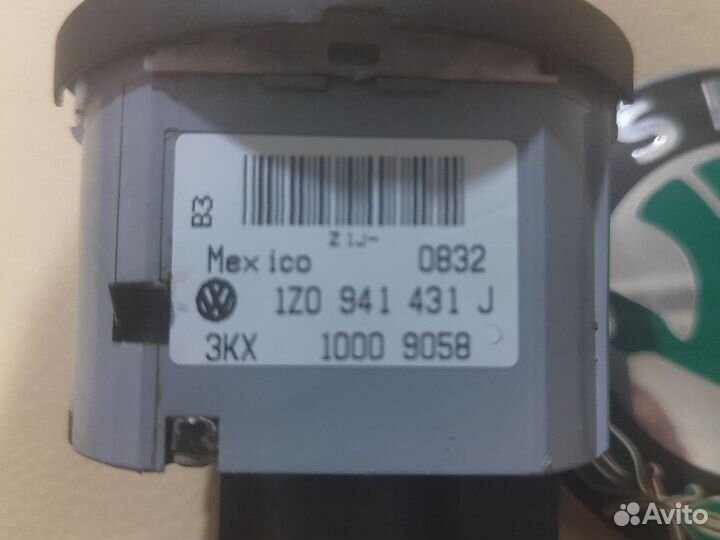 B3
Z1J-
Mexico 0832
1Z0 941 431 J
3KX 1000 9058
S
Avito